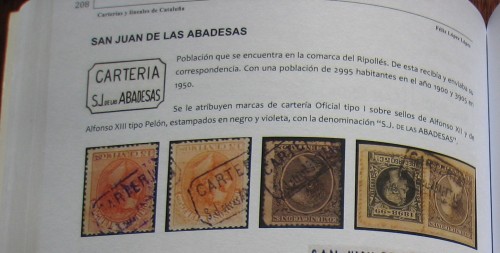 208
Carterías y lineales de Cataluña
Félix López López
SAN JUAN DE LAS ABADESAS
CARTERIA
S.J. DE LAS ABADESAS
Población que se encuentra en la comarca del Ripollés. De esta recibía y enviaba su
correspondencia. Con una población de 2995 habitantes en el año 1900 y 3995 en
1950.
Se le atribuyen marcas de cartería Oficial tipo I sobre sellos de Alfonso XII y de
Alfonso XIII tipo Pelón, estampados en negro y violeta, con la denominación "S.J. DE LAS ABADESAS".
CARTERIA
CARTE